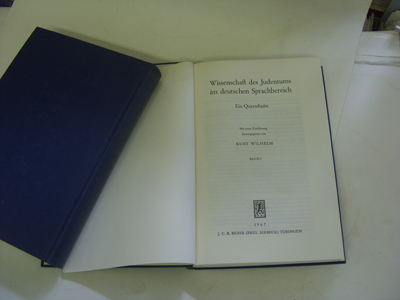 Wissenschaft des Judentums
im deutschen Sprachbereich
Ein Querschnitt
Mit einer Einführung
herausgegeben von
KURT WILHELM
BAND I
1967
J. C. B. MOHR (PAUL SIEBECK) TÜBINGEN